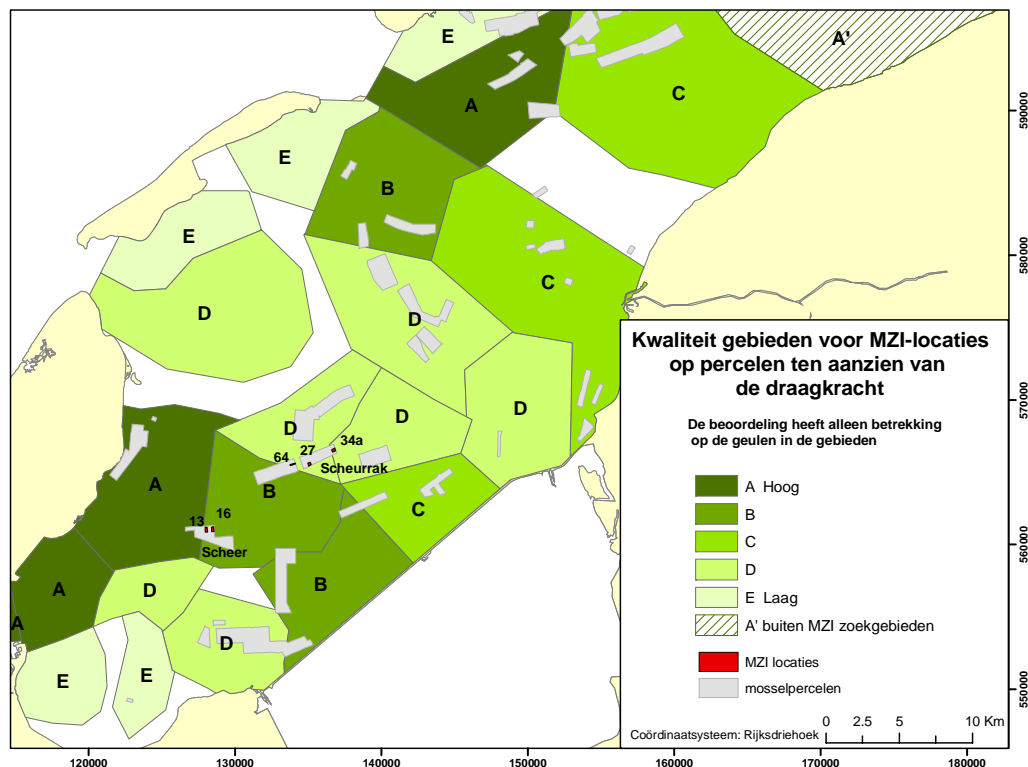 E
A'
A
C
590000
E
B
E
580000
C
D
D
Kwaliteit gebieden voor MZI-locaties
op percelen ten aanzien van
de draagkracht
De beoordeling heeft alleen betrekking
op de geulen in de gebieden
570000
D
D
D
34a
27
64
Scheurrak
A
B
C
A Hoog
B
C
D
E Laag
A' buiten MZI zoekgebieden
MZI locaties
mosselpercelen
16
13
Scheer
560000
A
D
B
A
D
E
E
550000
0 2.5 5 10 Km
Coördinaatsysteem: Rijksdriehoek
120000 130000 140000 150000 160000 170000 180000